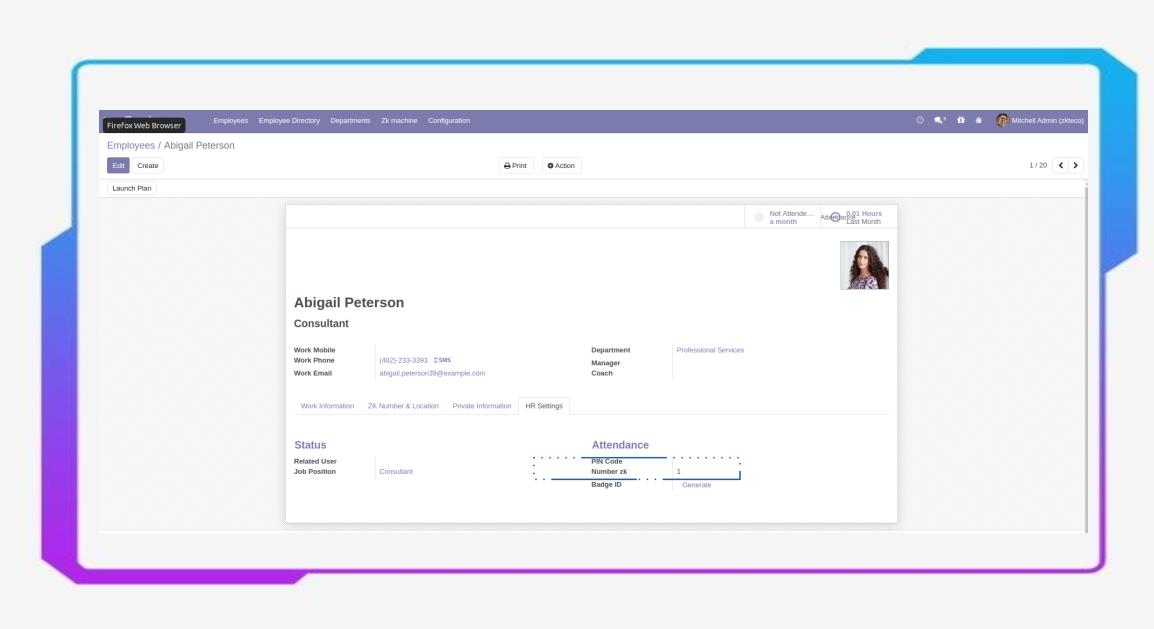 Firefox Web Browser
Employees Employee Directory Departments Zk machine Configuration
Mitchell Admin (zkteco)
Employees / Abigail Peterson
Edit Create Print Action 1 / 20
Launch Plan
Not Attende... 0.01 Hours
a month Attendance Last Month
Abigail Peterson
Consultant
Work Mobile
Work Phone (482)-233-3393 SMS
Work Email abigail.peterson39@example.com
Department Professional Services
Manager
Coach
Work Information ZK Number & Location Private Information HR Settings
Status
Related User
Job Position Consultant
Attendance
PIN Code
Number zk 1
Badge ID Generate